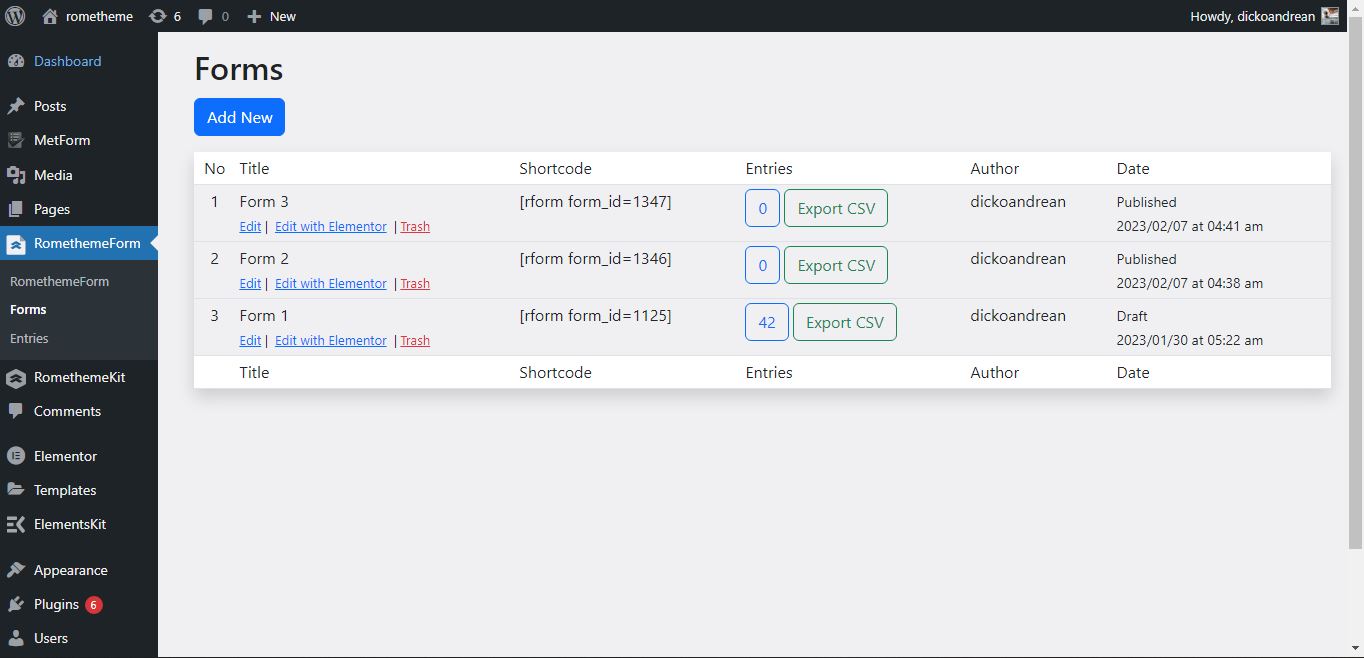 rometheme 6 0 New Howdy, dickoandrean
Dashboard
Posts
MetForm
Media
Pages
RomethemeForm
RomethemeForm
Forms
Entries
RomethemeKit
Comments
Elementor
Templates
ElementsKit
Appearance
Plugins 6
Users
Forms
Add New
No Title Shortcode Entries Author Date
1 Form 3 [rform form_id=1347] 0 Export CSV dickoandrean Published
Edit | Edit with Elementor | Trash 2023/02/07 at 04:41 am
2 Form 2 [rform form_id=1346] 0 Export CSV dickoandrean Published
Edit | Edit with Elementor | Trash 2023/02/07 at 04:38 am
3 Form 1 [rform form_id=1125] 42 Export CSV dickoandrean Draft
Edit | Edit with Elementor | Trash 2023/01/30 at 05:22 am
Title Shortcode Entries Author Date